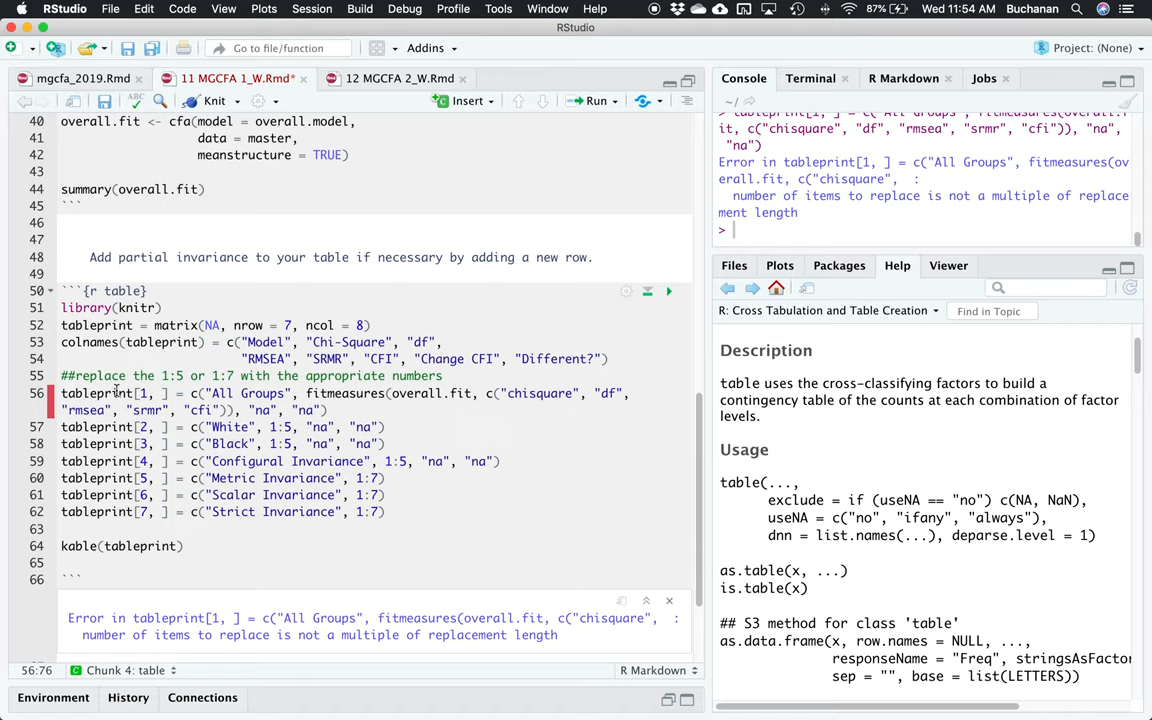 RStudio File Edit Code View Plots Session Build Debug Profile Tools Window Help 87% Wed 11:54 AM Buchanan
RStudio
Go to file/function Addins Project: (None)
mgcfa_2019.Rmd 11 MGCFA 1_W.Rmd* 12 MGCFA 2_W.Rmd
ABC Knit Insert Run
40 overall.fit <- cfa(model = overall.model,
41 data = master,
42 meanstructure = TRUE)
43
44 summary(overall.fit)
45 ```
46
47
48 Add partial invariance to your table if necessary by adding a new row.
49
50 ```{r table}
51 library(knitr)
52 tableprint = matrix(NA, nrow = 7, ncol = 8)
53 colnames(tableprint) = c("Model", "Chi-Square", "df",
54 "RMSEA", "SRMR", "CFI", "Change CFI", "Different?")
55 ##replace the 1:5 or 1:7 with the appropriate numbers
56 tableprint[1, ] = c("All Groups", fitmeasures(overall.fit, c("chisquare", "df",
"rmsea", "srmr", "cfi")), "na", "na")
57 tableprint[2, ] = c("White", 1:5, "na", "na")
58 tableprint[3, ] = c("Black", 1:5, "na", "na")
59 tableprint[4, ] = c("Configural Invariance", 1:5, "na", "na")
60 tableprint[5, ] = c("Metric Invariance", 1:7)
61 tableprint[6, ] = c("Scalar Invariance", 1:7)
62 tableprint[7, ] = c("Strict Invariance", 1:7)
63
64 kable(tableprint)
65
66 ```
Error in tableprint[1, ] = c("All Groups", fitmeasures(overall.fit, c("chisquare", :
number of items to replace is not a multiple of replacement length
56:76 Chunk 4: table R Markdown
Environment History Connections
Console Terminal R Markdown Jobs
~/
> tableprint[1, ] = c("All Groups", fitmeasures(overall.f
it, c("chisquare", "df", "rmsea", "srmr", "cfi")), "na",
"na")
Error in tableprint[1, ] = c("All Groups", fitmeasures(ov
erall.fit, c("chisquare", :
number of items to replace is not a multiple of replace
ment length
>
Files Plots Packages Help Viewer
R: Cross Tabulation and Table Creation Find in Topic
Description
table uses the cross-classifying factors to build a
contingency table of the counts at each combination of factor
levels.
Usage
table(...,
exclude = if (useNA == "no") c(NA, NaN),
useNA = c("no", "ifany", "always"),
dnn = list.names(...), deparse.level = 1)
as.table(x, ...)
is.table(x)
## S3 method for class 'table'
as.data.frame(x, row.names = NULL, ...,
responseName = "Freq", stringsAsFactor
sep = "", base = list(LETTERS))